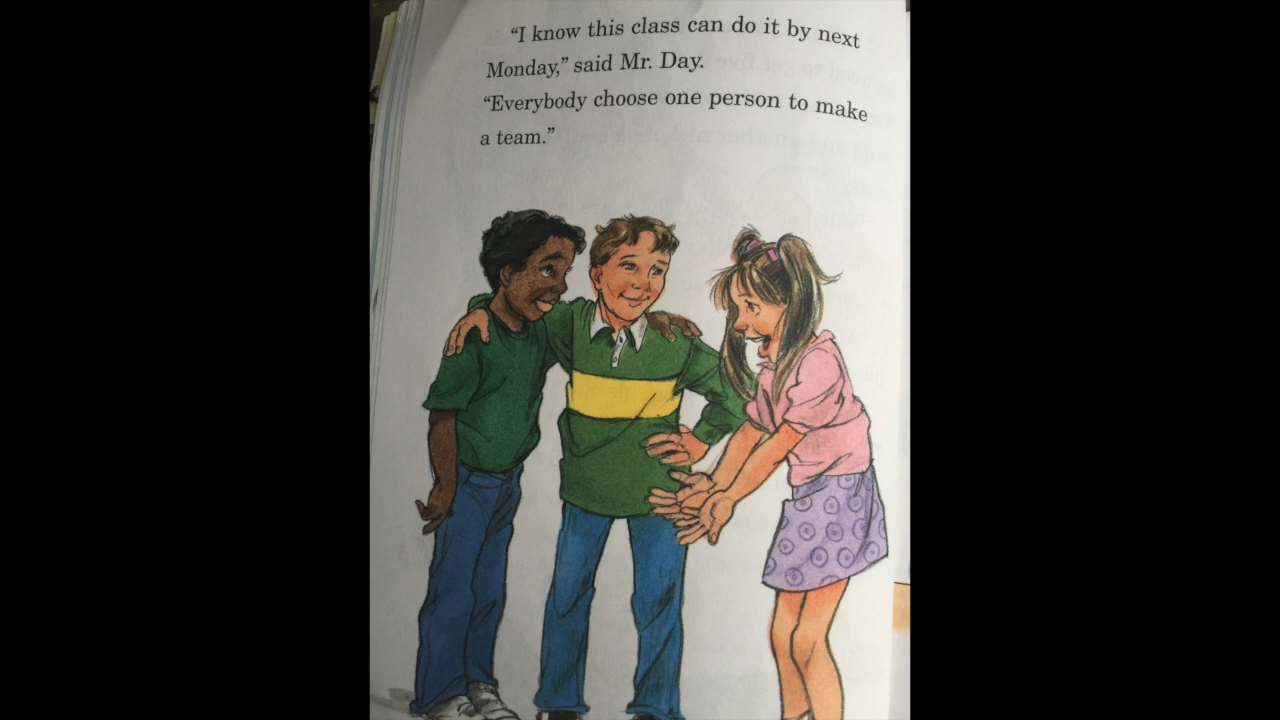 “I know this class can do it by next
Monday,” said Mr. Day.
“Everybody choose one person to make
a team.”